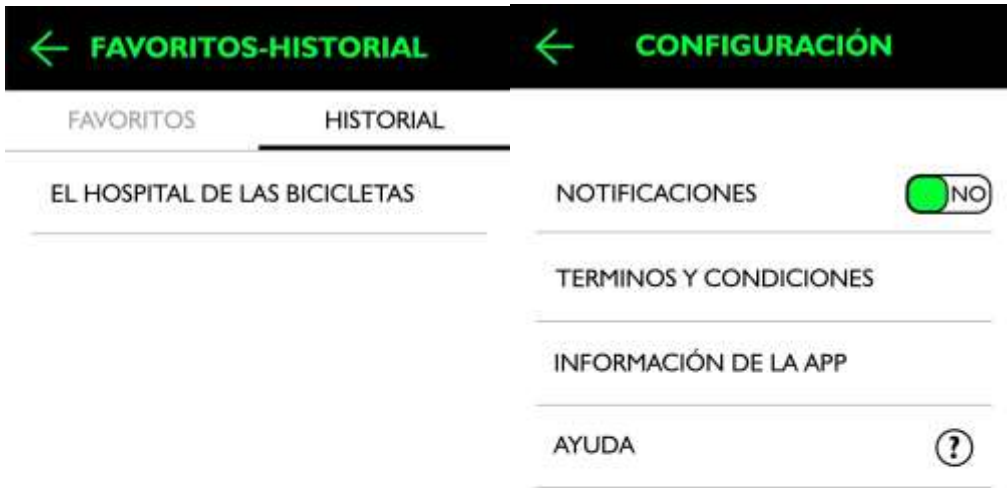 FAVORITOS-HISTORIAL
FAVORITOS
HISTORIAL
EL HOSPITAL DE LAS BICICLETAS
CONFIGURACIÓN
NOTIFICACIONES
NO
TERMINOS Y CONDICIONES
INFORMACIÓN DE LA APP
AYUDA
?